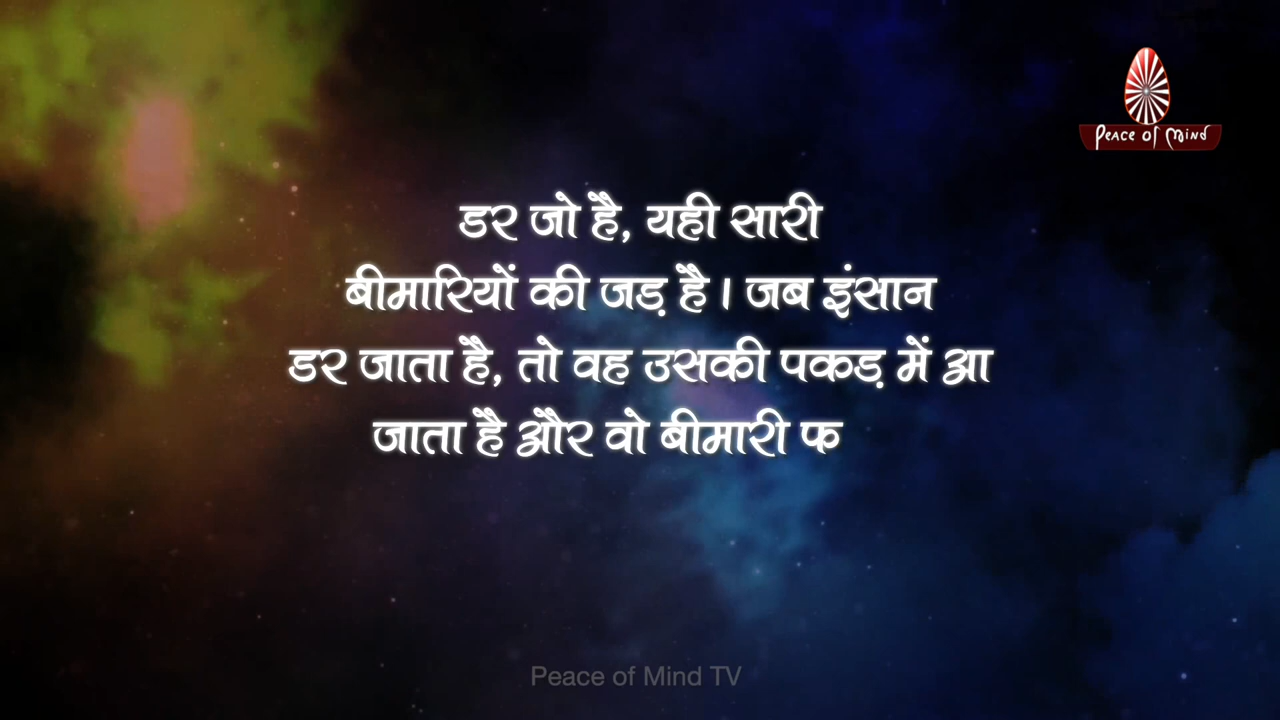 Peace of Mind
डर जो है, यही सारी
बीमारियों की जड़ है। जब इंसान
डर जाता है, तो वह उसकी पकड़ में आ
जाता है और वो बीमारी फ
Peace of Mind TV